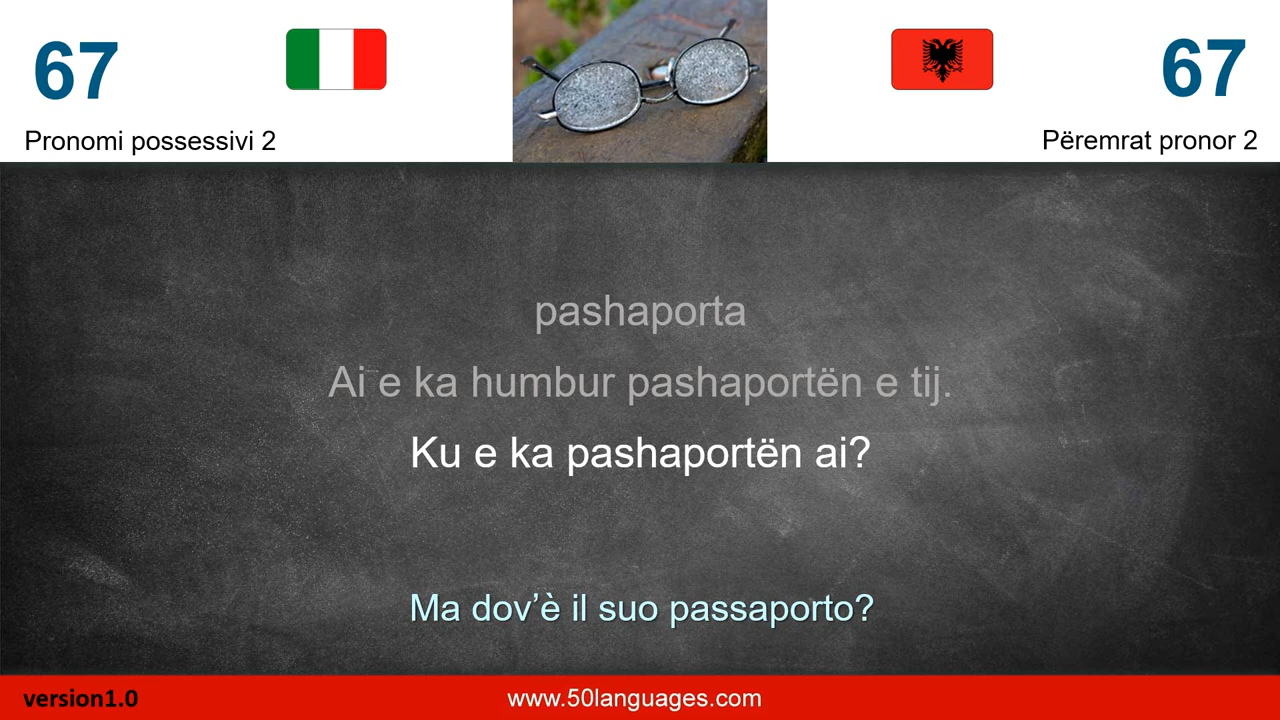 67
67
Pronomi possessivi 2
Përemrat pronor 2
pashaporta
Ai e ka humbur pashaportën e tij.
Ku e ka pashaportën ai?
Ma dov’è il suo passaporto?
version1.0
www.50languages.com